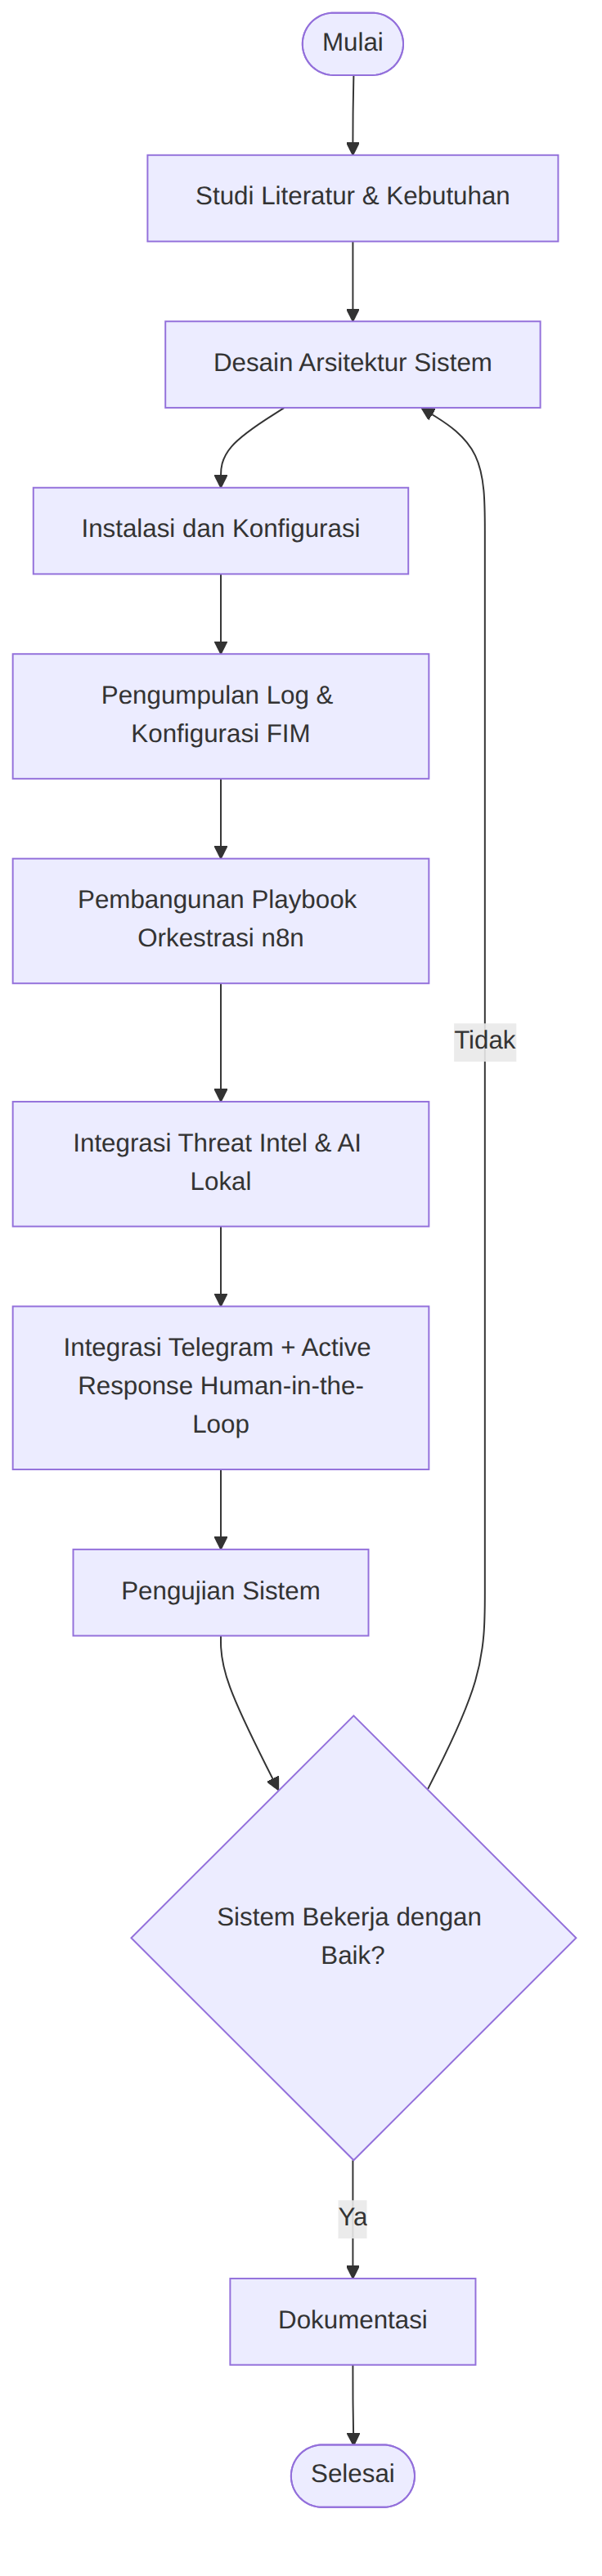 Mulai
Studi Literatur & Kebutuhan
Desain Arsitektur Sistem
Instalasi dan Konfigurasi
Pengumpulan Log &
Konfigurasi FIM
Pembangunan Playbook
Orkestrasi n8n
Tidak
Integrasi Threat Intel & AI
Lokal
Integrasi Telegram + Active
Response Human-in-the-
Loop
Pengujian Sistem
Sistem Bekerja dengan
Baik?
Ya
Dokumentasi
Selesai